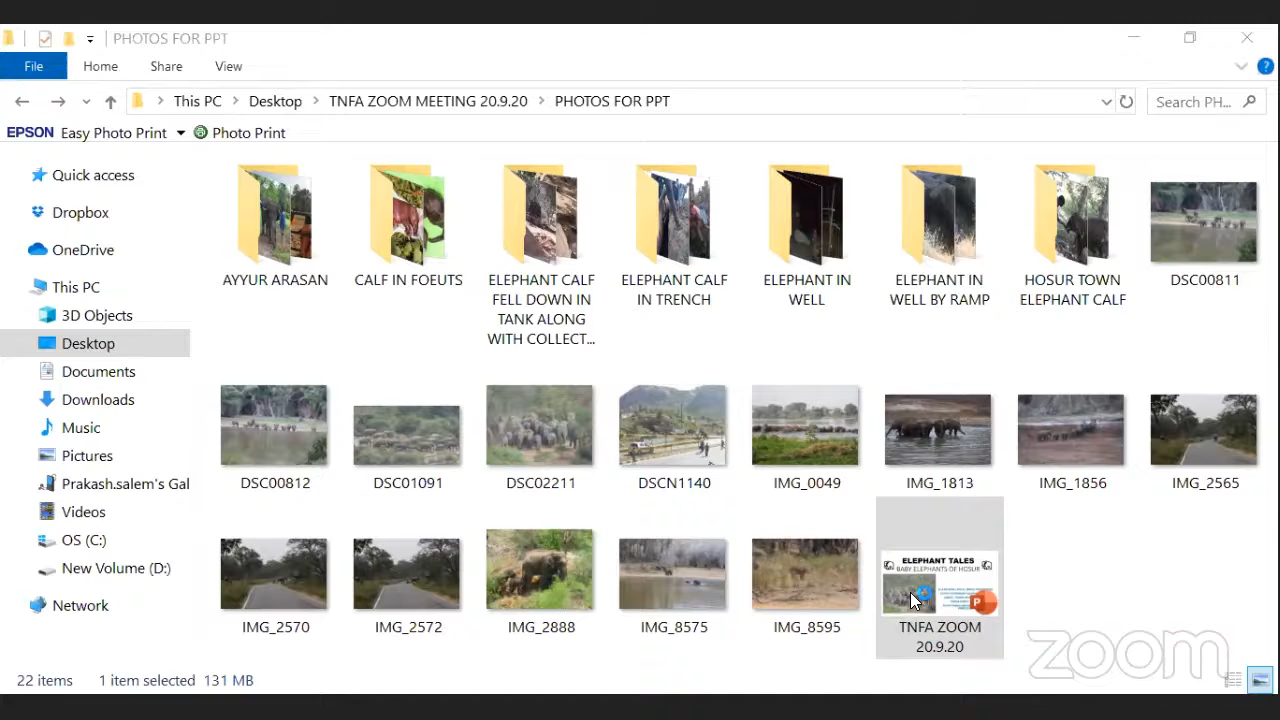 PHOTOS FOR PPT
File Home Share View
This PC Desktop TNFA ZOOM MEETING 20.9.20 PHOTOS FOR PPT
Search PH...
EPSON Easy Photo Print Photo Print
Quick access
Dropbox
OneDrive
This PC
3D Objects
Desktop
Documents
Downloads
Music
Pictures
Prakash.salem's Gal
Videos
OS (C:)
New Volume (D:)
Network
AYYUR ARASAN
CALF IN FOEUTS
ELEPHANT CALF
FELL DOWN IN
TANK ALONG
WITH COLLECT...
ELEPHANT CALF
IN TRENCH
ELEPHANT IN
WELL
ELEPHANT IN
WELL BY RAMP
HOSUR TOWN
ELEPHANT CALF
DSC00811
DSC00812
DSC01091
DSC02211
DSCN1140
IMG_0049
IMG_1813
IMG_1856
IMG_2565
IMG_2570
IMG_2572
IMG_2888
IMG_8575
IMG_8595
ELEPHANT TALES
BABY ELEPHANTS OF HOSUR
P
TNFA ZOOM
20.9.20
22 items 1 item selected 131 MB
zoom